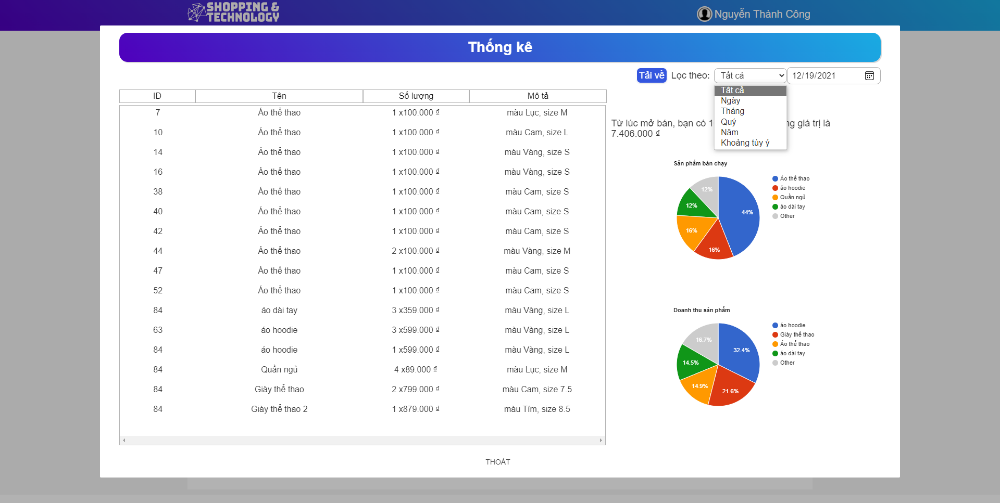 SHOPPING &
TECHNOLOGY
Nguyễn Thành Công
Thống kê
Tải về Lọc theo: Tất cả 12/19/2021
Tất cả
Ngày
Tháng
Quý
Năm
Khoảng tùy ý
ID Tên Số lượng Mô tả
7 Áo thể thao 1 x100.000 ₫ màu Lục, size M
10 Áo thể thao 1 x100.000 ₫ màu Cam, size L
14 Áo thể thao 1 x100.000 ₫ màu Vàng, size S
16 Áo thể thao 1 x100.000 ₫ màu Vàng, size S
38 Áo thể thao 1 x100.000 ₫ màu Cam, size S
40 Áo thể thao 1 x100.000 ₫ màu Cam, size S
42 Áo thể thao 1 x100.000 ₫ màu Cam, size S
44 Áo thể thao 2 x100.000 ₫ màu Vàng, size M
47 Áo thể thao 1 x100.000 ₫ màu Cam, size S
52 Áo thể thao 1 x100.000 ₫ màu Cam, size S
84 áo dài tay 3 x359.000 ₫ màu Vàng, size L
63 áo hoodie 3 x599.000 ₫ màu Vàng, size L
84 áo hoodie 1 x599.000 ₫ màu Vàng, size L
84 Quần ngủ 4 x89.000 ₫ màu Lục, size M
84 Giày thể thao 2 x799.000 ₫ màu Cam, size 7.5
84 Giày thể thao 2 1 x879.000 ₫ màu Tím, size 8.5
Từ lúc mở bán, bạn có 1 giá trị là
7.406.000 ₫
Sản phẩm bán chạy
44%
16%
16%
12%
12%
Áo thể thao
áo hoodie
Quần ngủ
áo dài tay
Other
Doanh thu sản phẩm
32.4%
21.6%
14.9%
14.5%
16.7%
áo hoodie
Giày thể thao
Áo thể thao
áo dài tay
Other
THOÁT